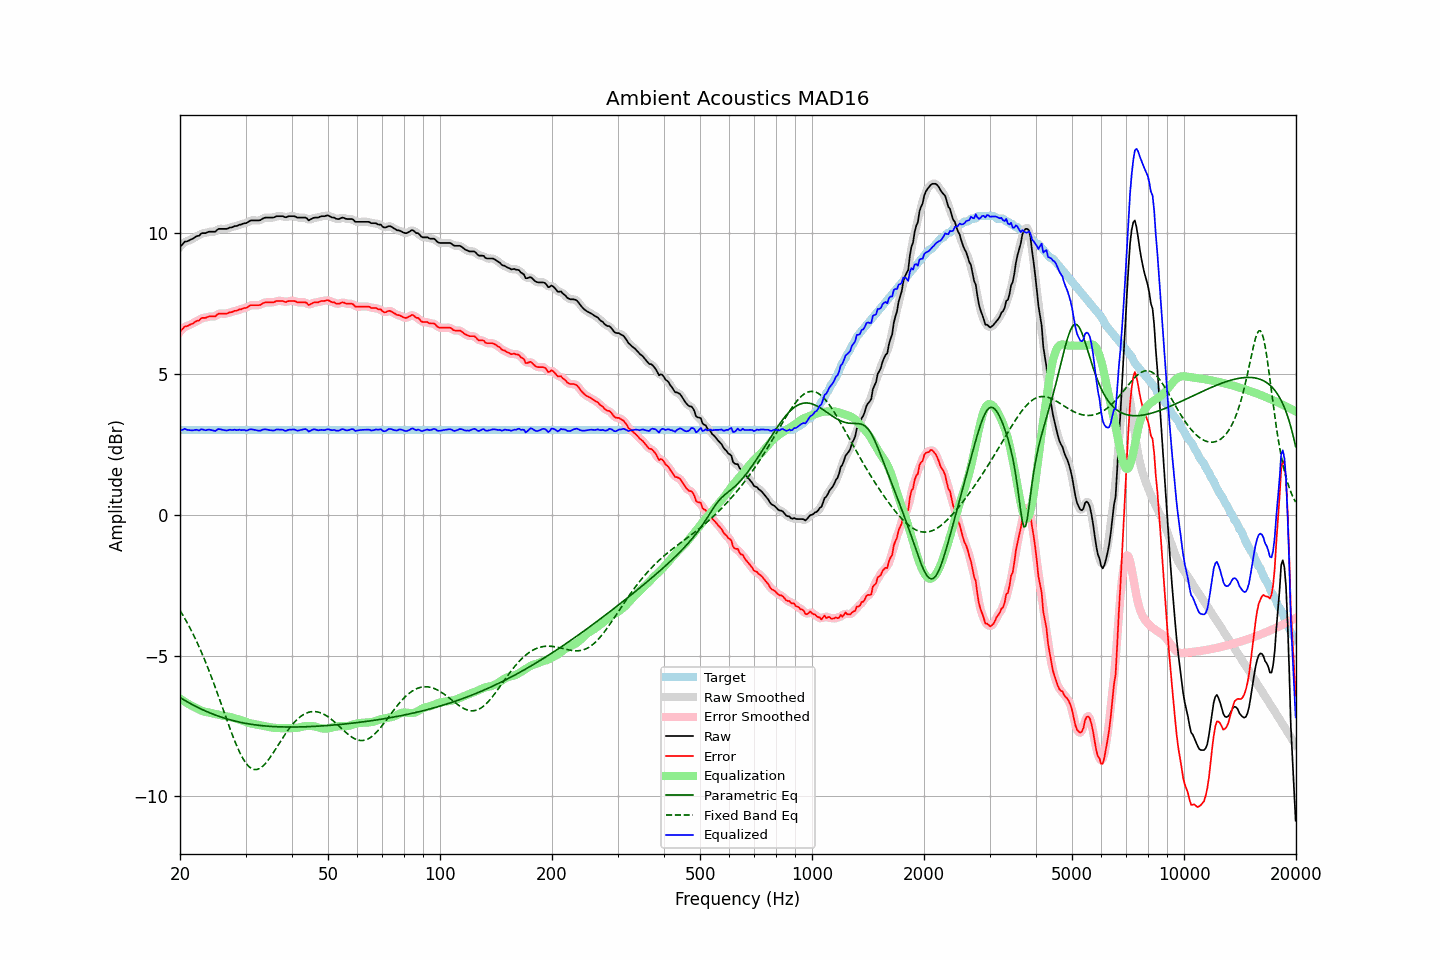 Ambient Acoustics MAD16
Amplitude (dBr)
10
5
0
−5
−10
Target
Raw Smoothed
Error Smoothed
Raw
Error
Equalization
Parametric Eq
Fixed Band Eq
Equalized
20 50 100 200 500 1000 2000 5000 10000 20000
Frequency (Hz)